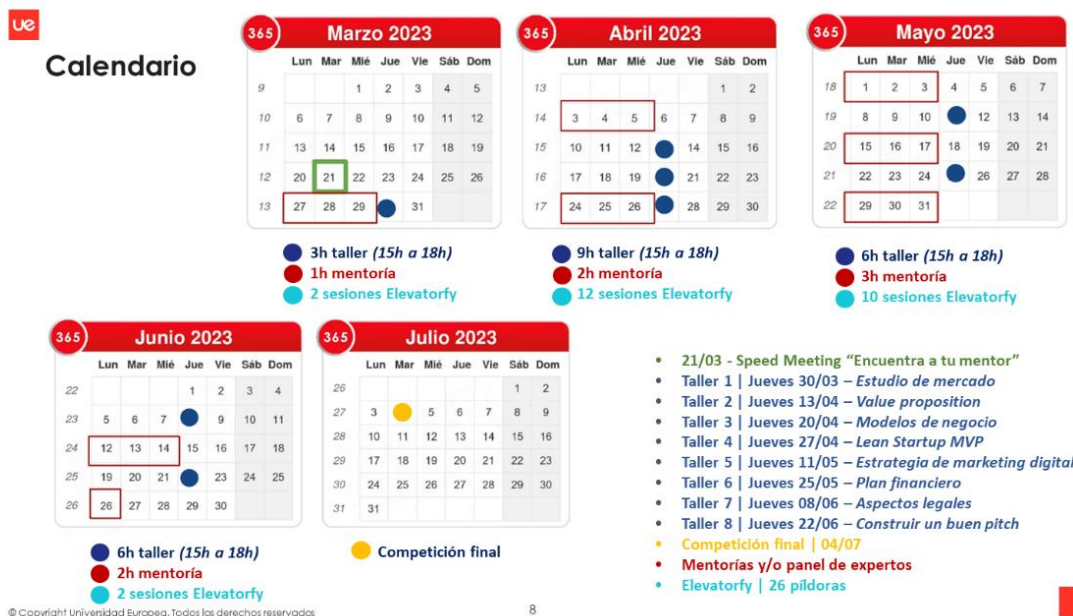 ue
Calendario
365 Marzo 2023
Lun Mar Mié Jue Vie Sáb Dom
9 1 2 3 4 5
10 6 7 8 9 10 11 12
11 13 14 15 16 17 18 19
12 20 21 22 23 24 25 26
13 27 28 29 31
3h taller (15h a 18h)
1h mentoría
2 sesiones Elevatorfy
365 Abril 2023
Lun Mar Mié Jue Vie Sáb Dom
13 1 2
14 3 4 5 6 7 8 9
15 10 11 12 14 15 16
16 17 18 19 21 22 23
17 24 25 26 28 29 30
9h taller (15h a 18h)
2h mentoría
12 sesiones Elevatorfy
365 Mayo 2023
Lun Mar Mié Jue Vie Sáb Dom
18 1 2 3 4 5 6 7
19 8 9 10 12 13 14
20 15 16 17 18 19 20 21
21 22 23 24 26 27 28
22 29 30 31
6h taller (15h a 18h)
3h mentoría
10 sesiones Elevatorfy
365 Junio 2023
Lun Mar Mié Jue Vie Sáb Dom
22 1 2 3 4
23 5 6 7 9 10 11
24 12 13 14 15 16 17 18
25 19 20 21 23 24 25
26 26 27 28 29 30
6h taller (15h a 18h)
2h mentoría
2 sesiones Elevatorfy
365 Julio 2023
Lun Mar Mié Jue Vie Sáb Dom
26 1 2
27 3 5 6 7 8 9
28 10 11 12 13 14 15 16
29 17 18 19 20 21 22 23
30 24 25 26 27 28 29 30
31 31
Competición final
• 21/03 - Speed Meeting “Encuentra a tu mentor”
• Taller 1 | Jueves 30/03 – Estudio de mercado
• Taller 2 | Jueves 13/04 – Value proposition
• Taller 3 | Jueves 20/04 – Modelos de negocio
• Taller 4 | Jueves 27/04 – Lean Startup MVP
• Taller 5 | Jueves 11/05 – Estrategia de marketing digital
• Taller 6 | Jueves 25/05 – Plan financiero
• Taller 7 | Jueves 08/06 – Aspectos legales
• Taller 8 | Jueves 22/06 – Construir un buen pitch
• Competición final | 04/07
• Mentorías y/o panel de expertos
• Elevatorfy | 26 píldoras
© Copyright Universidad Europea. Todos los derechos reservados
8